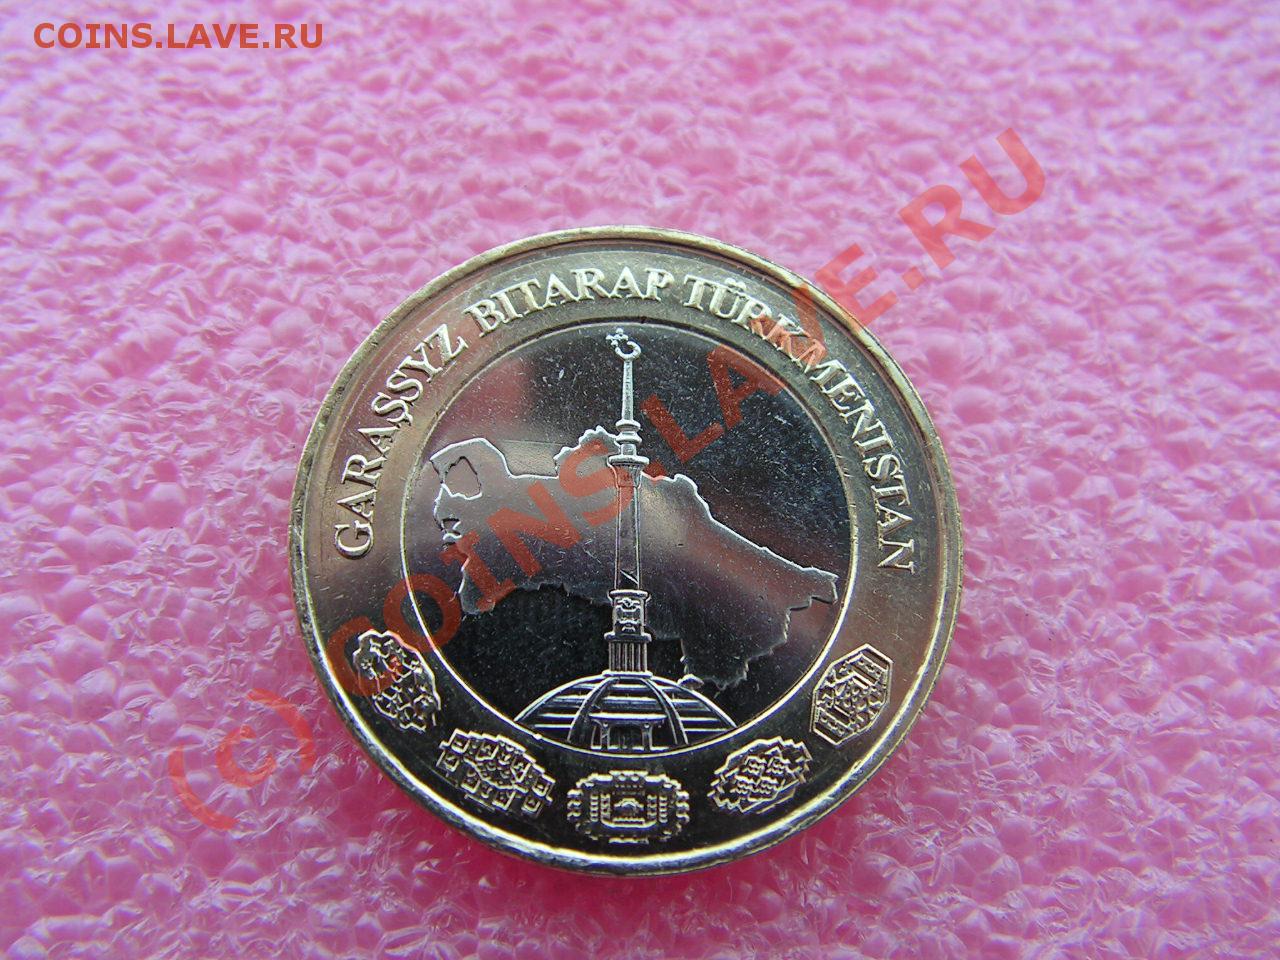 COINS.LAVE.RU
GARAŞSYZ BITARAP TÜRKMENISTAN
(c) COINS.LAVE.RU